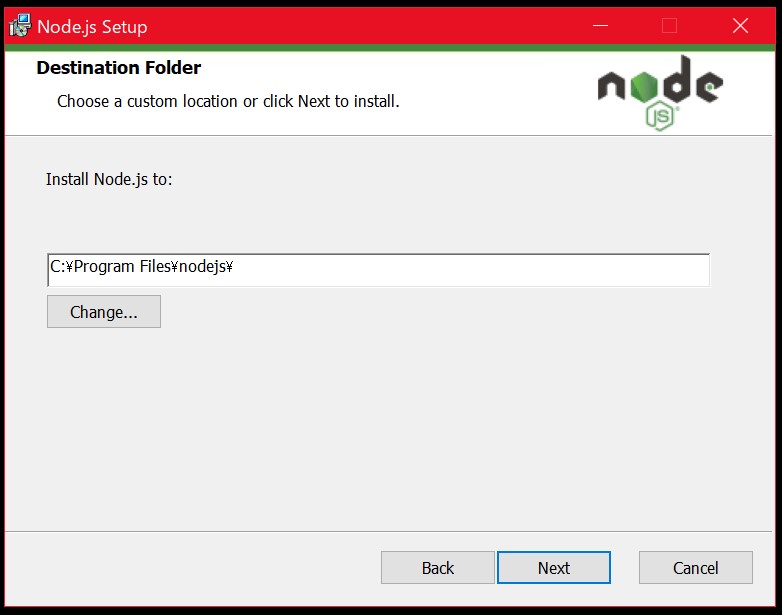 Node.js Setup
Destination Folder
Choose a custom location or click Next to install.
node
JS
Install Node.js to:
C:¥Program Files¥nodejs¥
Change...
Back
Next
Cancel